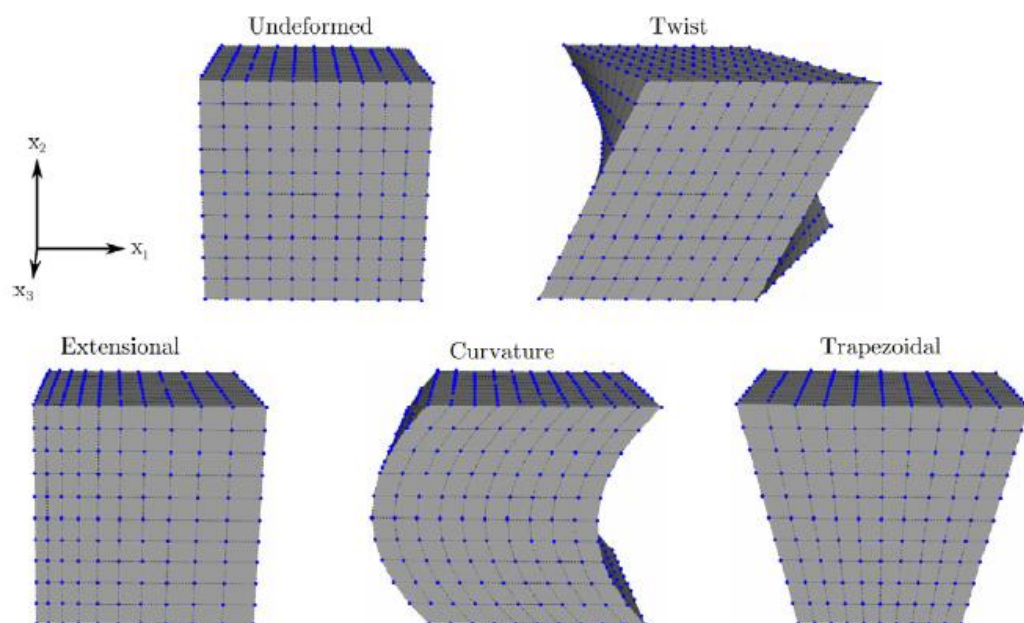 Undeformed
Twist
x₂
x₁
x₃
Extensional
Curvature
Trapezoidal